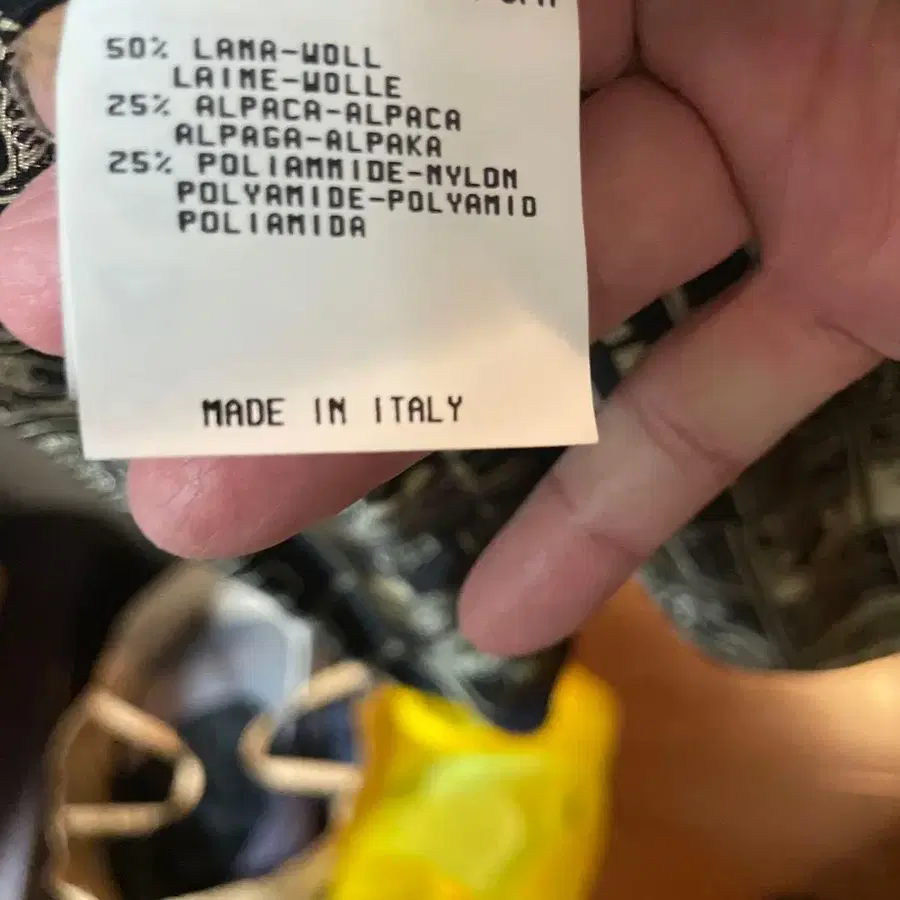 50% LANA-WOLL
LAINE-WOLLE
25% ALPACA-ALPACA
ALPAGA-ALPAKA
25% POLIAMMIDE-NYLON
POLYAMIDE-POLYAMID
POLIAMIDA
MADE IN ITALY